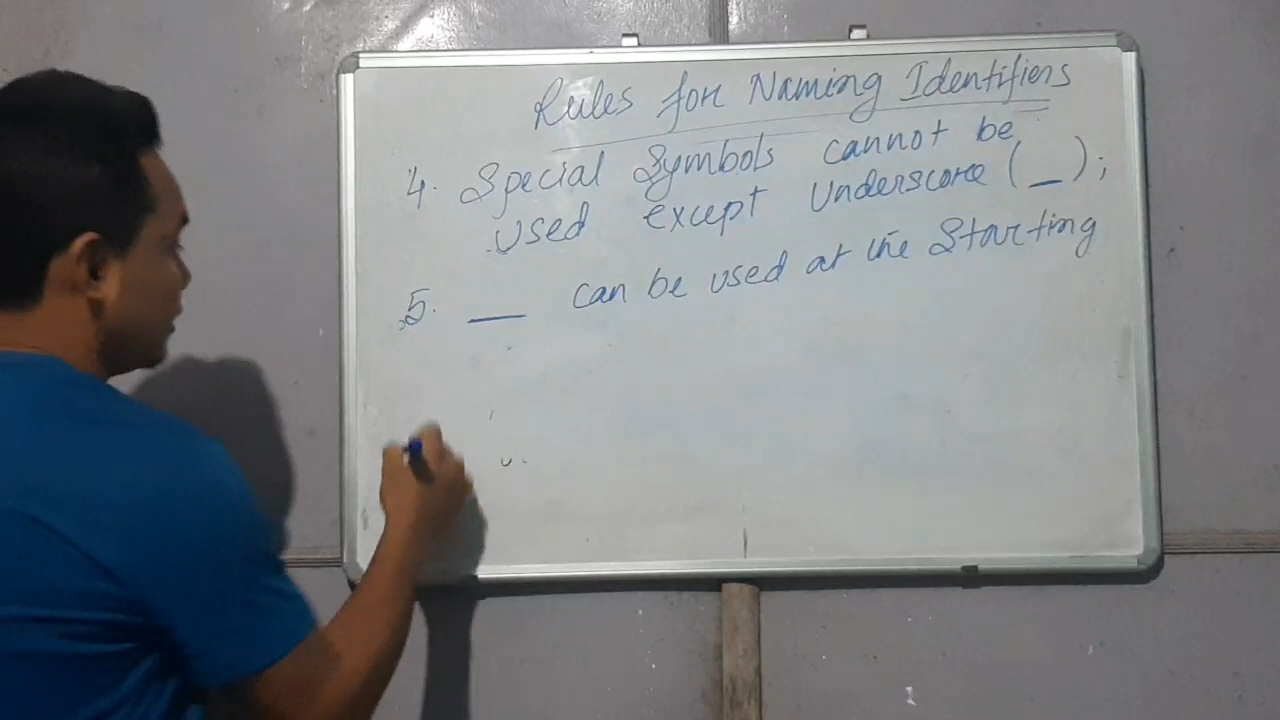 Rules for Naming Identifiers
4. Special Symbols cannot be
used except Underscore (_);
5. __ can be used at the Starting